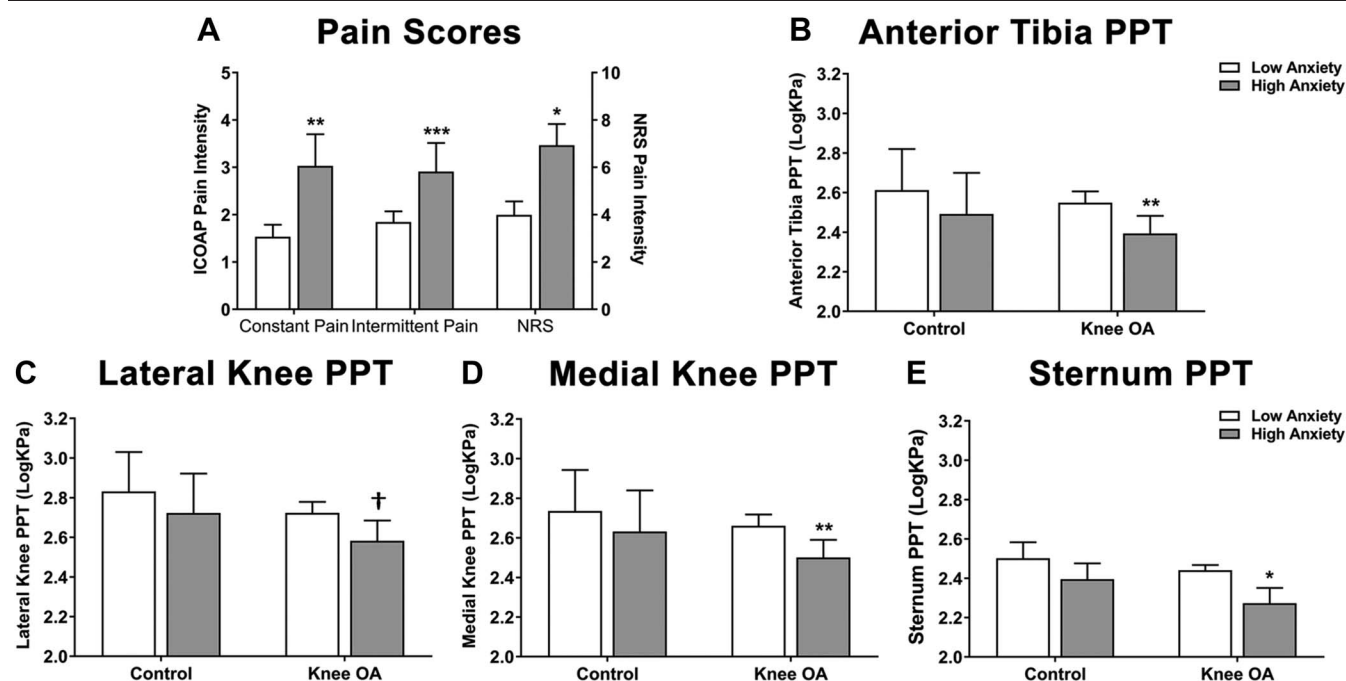 A Pain Scores
ICOAP Pain Intensity
5
4
3
2
1
0
**
***
*
10
8
6
4
2
0
NRS Pain Intensity
Constant Pain Intermittent Pain NRS
B Anterior Tibia PPT
Low Anxiety
High Anxiety
Anterior Tibia PPT (LogKPa)
3.2
2.8
2.6
2.4
2.2
2.0
**
Control Knee OA
C Lateral Knee PPT
Lateral Knee PPT (LogKPa)
3.2
3.0
2.8
2.6
2.4
2.2
2.0
†
Control Knee OA
D Medial Knee PPT
Medial Knee PPT (LogKPa)
3.2
3.0
2.8
2.6
2.4
2.2
2.0
**
Control Knee OA
E Sternum PPT
Low Anxiety
High Anxiety
Sternum PPT (LogKPa)
3.2
3.0
2.8
2.6
2.4
2.2
2.0
*
Control Knee OA